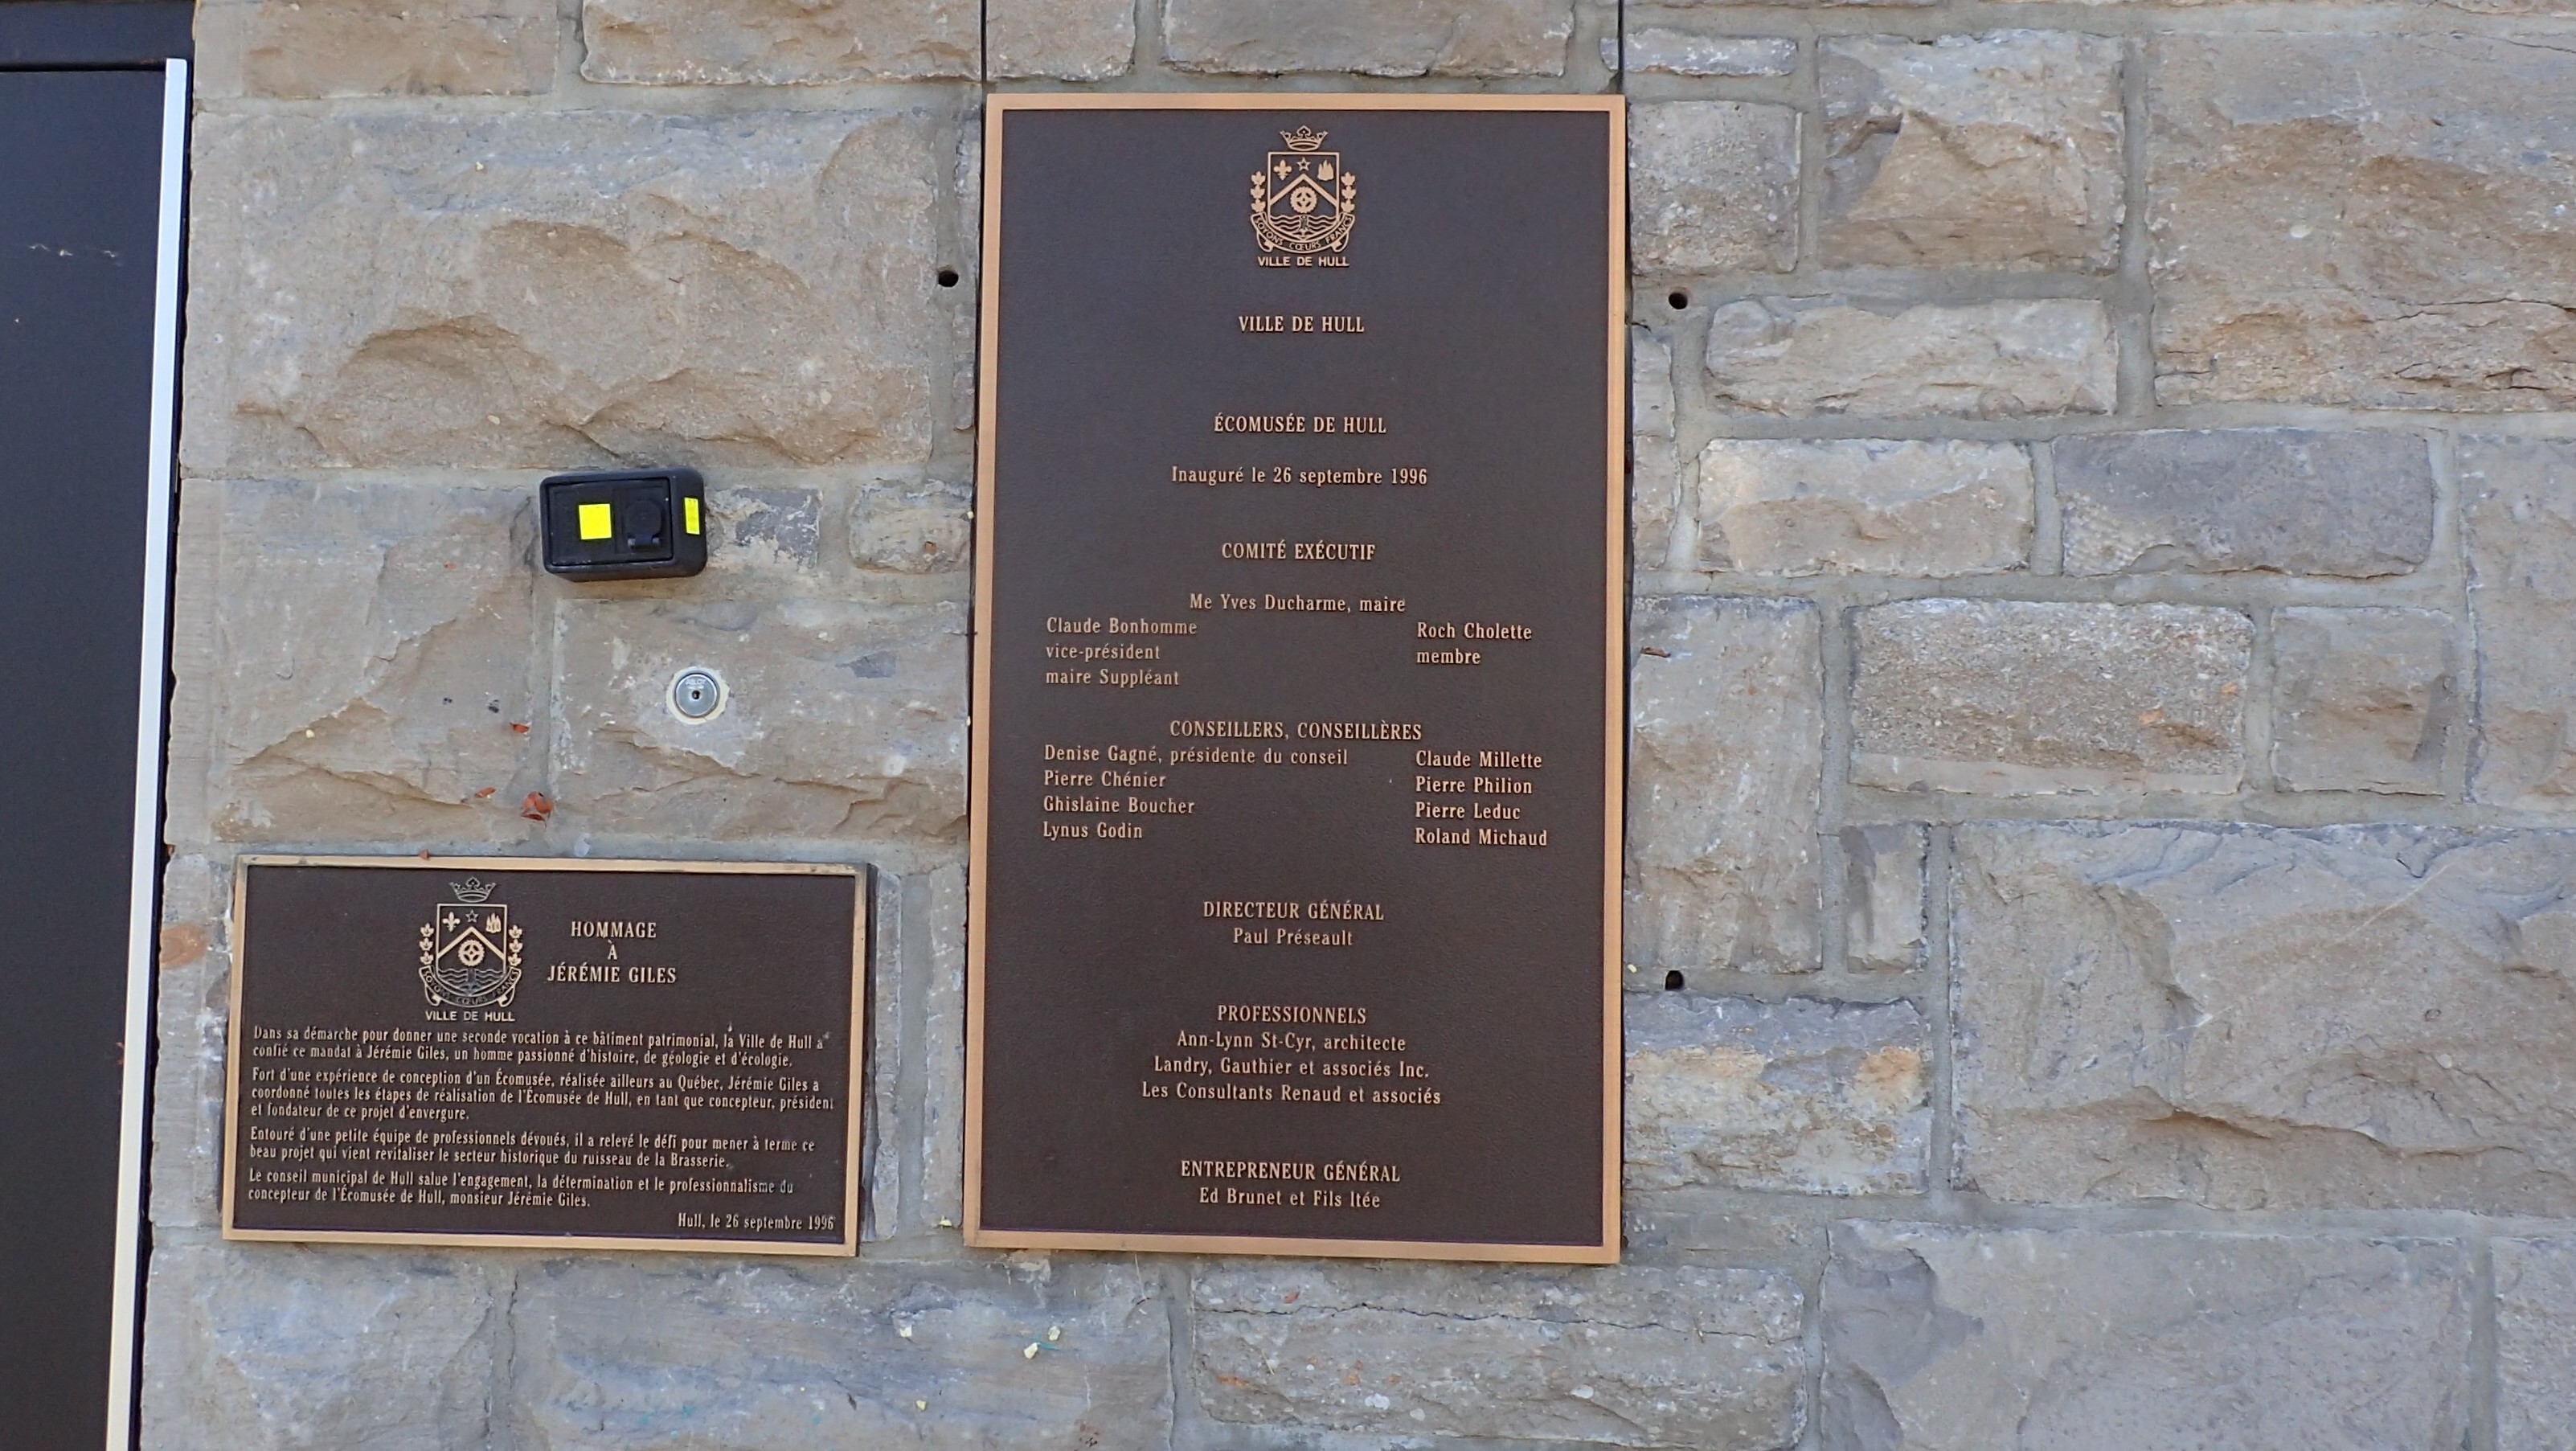 SOYONS CŒURS FRANCS
VILLE DE HULL
VILLE DE HULL
ÉCOMUSÉE DE HULL
Inauguré le 26 septembre 1996
COMITÉ EXÉCUTIF
Me Yves Ducharme, maire
Claude Bonhomme
vice-président
maire Suppléant
Roch Cholette
membre
CONSEILLERS, CONSEILLÈRES
Denise Gagné, présidente du conseil
Pierre Chénier
Ghislaine Boucher
Lynus Godin
Claude Millette
Pierre Philion
Pierre Leduc
Roland Michaud
DIRECTEUR GÉNÉRAL
Paul Préseault
PROFESSIONNELS
Ann-Lynn St-Cyr, architecte
Landry, Gauthier et associés Inc.
Les Consultants Renaud et associés
ENTREPRENEUR GÉNÉRAL
Ed Brunet et Fils ltée
SOYONS CŒURS FRANCS
VILLE DE HULL
HOMMAGE
À
JÉRÉMIE GILES
Dans sa démarche pour donner une seconde vocation à ce bâtiment patrimonial, la Ville de Hull a
confié ce mandat à Jérémie Giles, un homme passionné d'histoire, de géologie et d'écologie.
Fort d'une expérience de conception d'un Écomusée, réalisée ailleurs au Québec, Jérémie Giles a
coordonné toutes les étapes de réalisation de l'Écomusée de Hull, en tant que concepteur, président
et fondateur de ce projet d'envergure.
Entouré d'une petite équipe de professionnels dévoués, il a relevé le défi pour mener à terme ce
beau projet qui vient revitaliser le secteur historique du ruisseau de la Brasserie.
Le conseil municipal de Hull salue l'engagement, la détermination et le professionnalisme du
concepteur de l'Écomusée de Hull, monsieur Jérémie Giles.
Hull, le 26 septembre 1996